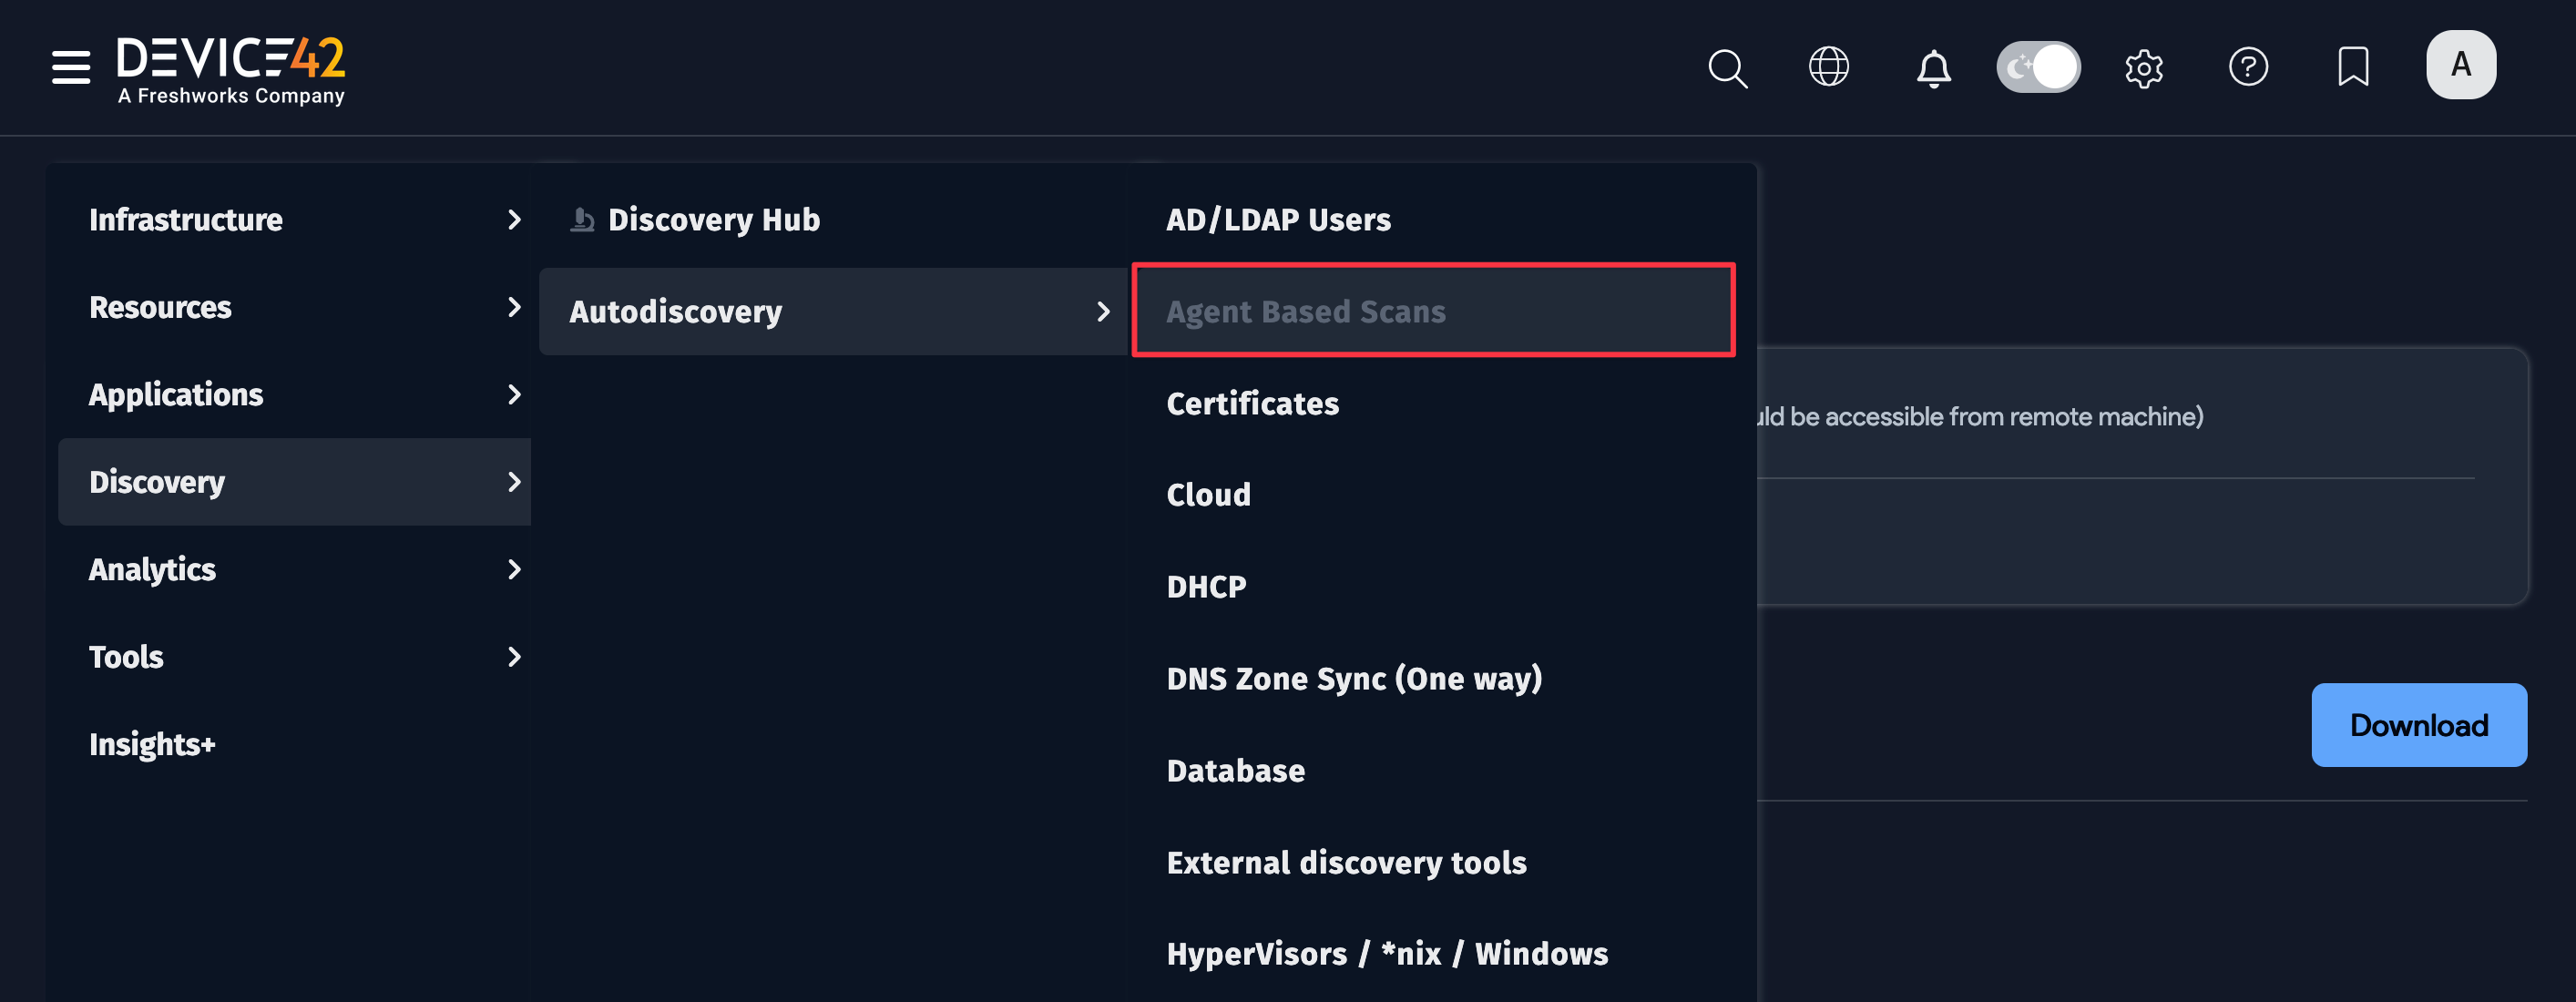 DEVICE42
A Freshworks Company
A
Infrastructure
Resources
Applications
Discovery
Analytics
Tools
Insights+
Discovery Hub
Autodiscovery
AD/LDAP Users
Agent Based Scans
Certificates
Cloud
DHCP
DNS Zone Sync (One way)
Database
External discovery tools
HyperVisors / *nix / Windows
be accessible from remote machine)
Download